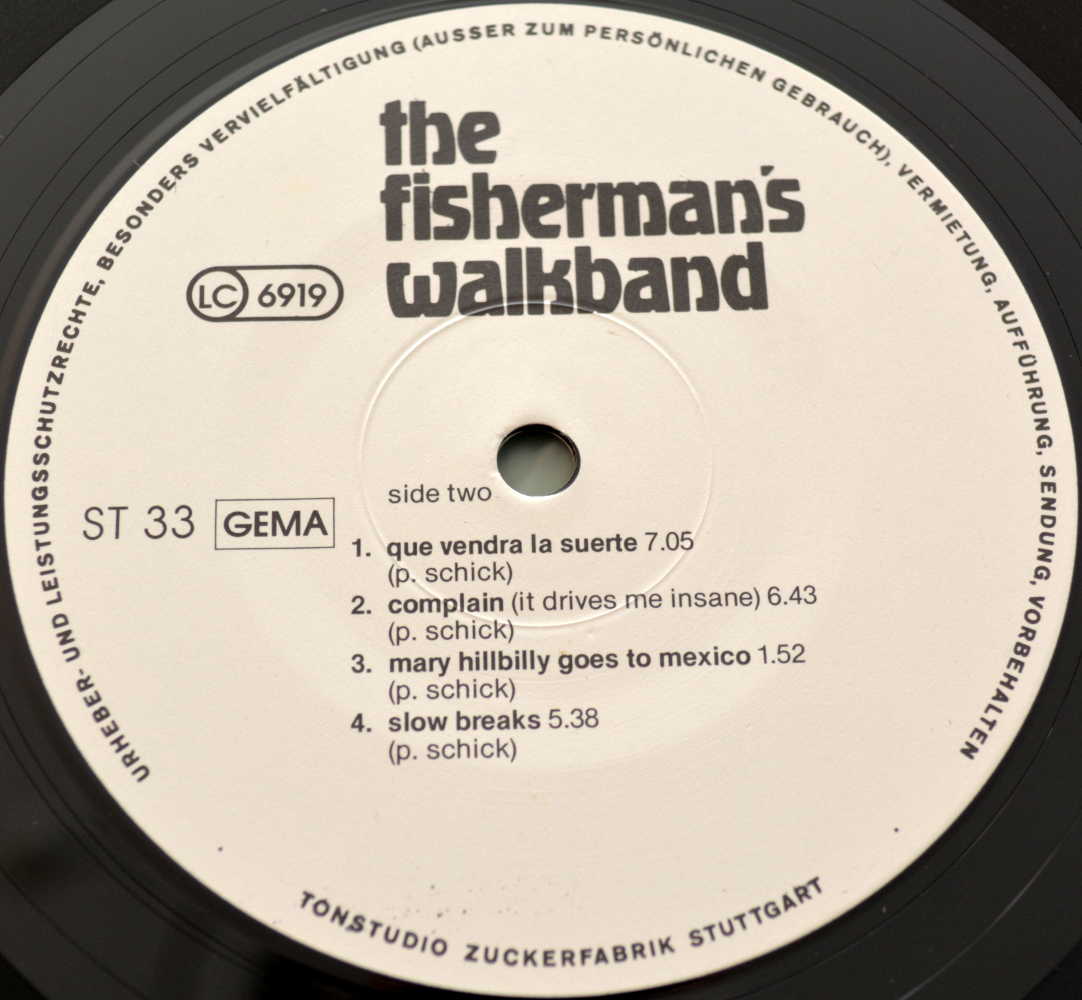 URHEBER- UND LEISTUNGSSCHUTZRECHTE, BESONDERS VERVIELFÄLTIGUNG (AUSSER ZUM PERSÖNLICHEN GEBRAUCH), VERMIETUNG, AUFFÜHRUNG, SENDUNG, VORBEHALTEN
the
fisherman's
walkband
LC 6919
side two
ST 33 GEMA
1. que vendra la suerte 7.05
(p. schick)
2. complain (it drives me insane) 6.43
(p. schick)
3. mary hillbilly goes to mexico 1.52
(p. schick)
4. slow breaks 5.38
(p. schick)
TONSTUDIO ZUCKERFABRIK STUTTGART